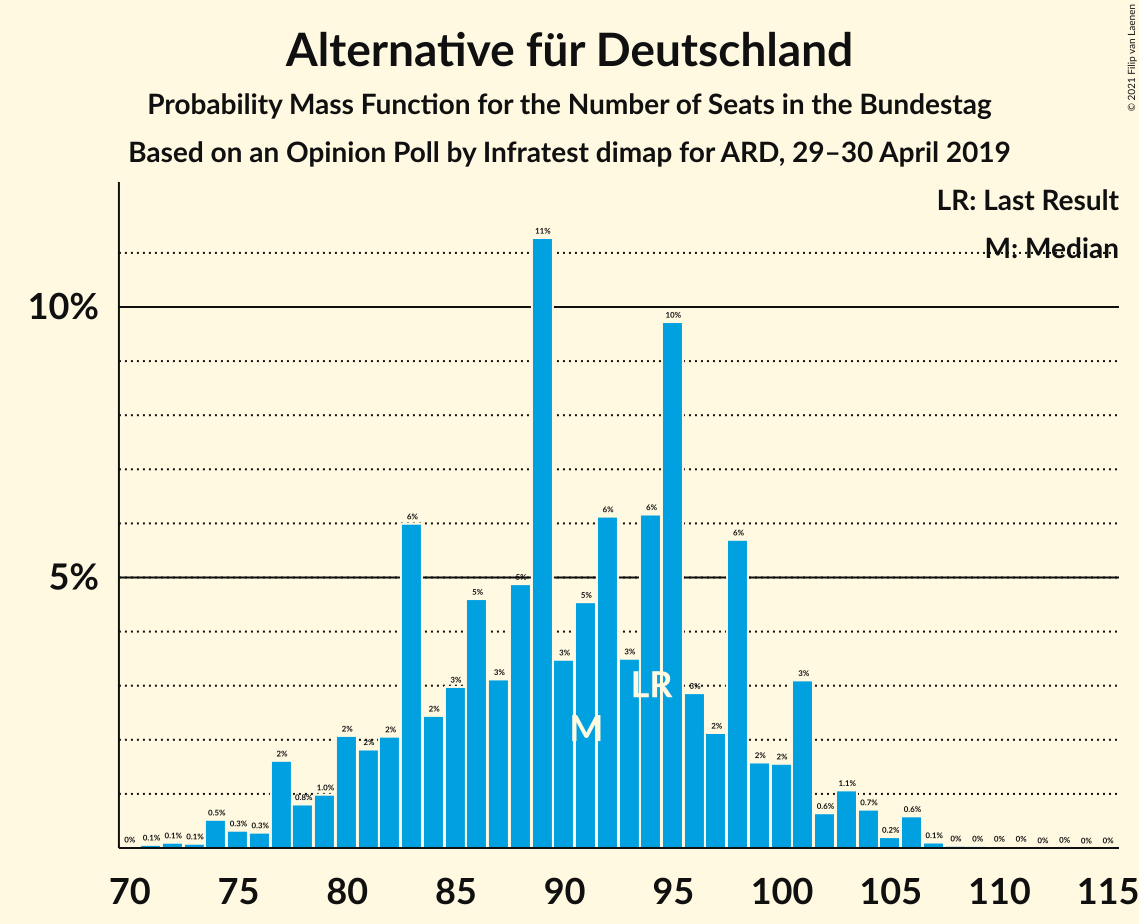 Alternative für Deutschland
Probability Mass Function for the Number of Seats in the Bundestag
Based on an Opinion Poll by Infratest dimap for ARD, 29–30 April 2019
© 2021 Filip van Laenen
LR: Last Result
M: Median
10%
5%
0% 0.1% 0.1% 0.1% 0.5% 0.3% 0.3% 2% 0.8% 1.0% 2% 2% 2% 6% 2% 3% 5% 3% 5% 11% 3% 5% 6% 3% 6% 10% 3% 2% 6% 2% 2% 3% 0.6% 1.1% 0.7% 0.2% 0.6% 0.1% 0% 0% 0% 0% 0% 0% 0% 0%
LR
M
70 75 80 85 90 95 100 105 110 115